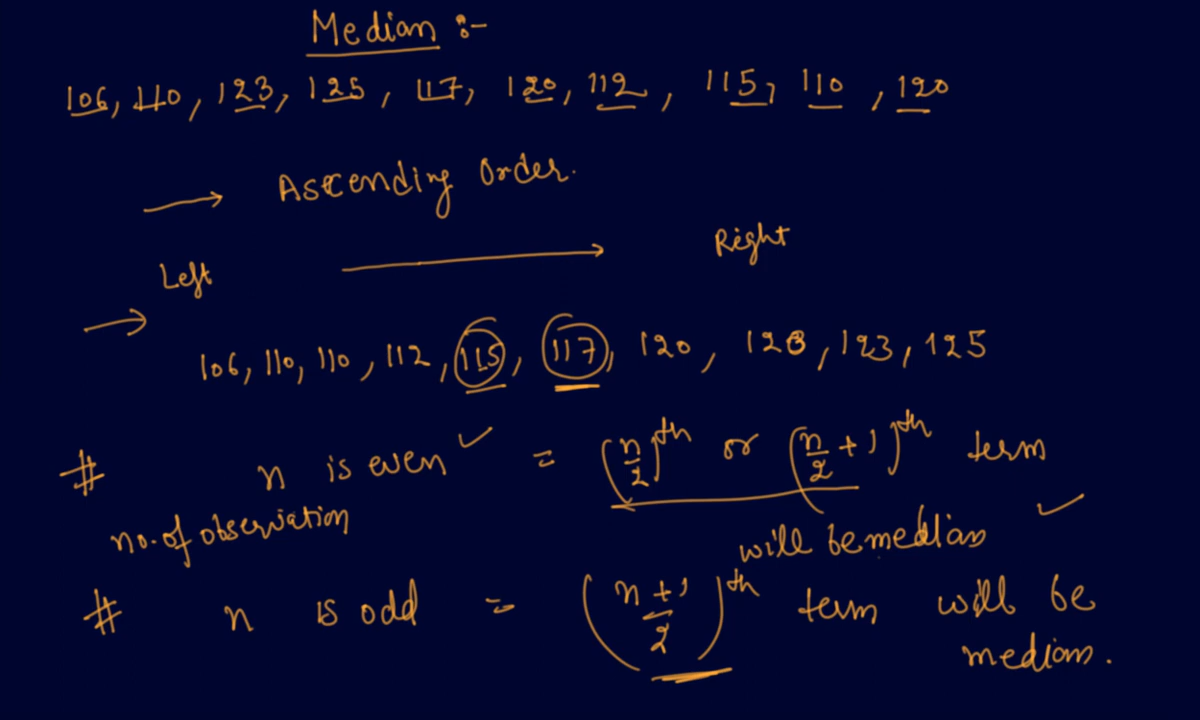 Median :-
106, 110, 123, 125, 117, 120, 112, 115, 110, 120
→ Ascending Order.
Left → Right
→ 106, 110, 110, 112, 115, 117, 120, 120, 123, 125
# n is even ✓ = (n/2)th or (n/2 + 1)th term
no. of observation will be median ✓
# n is odd = (n+1/2)th term will be
median.